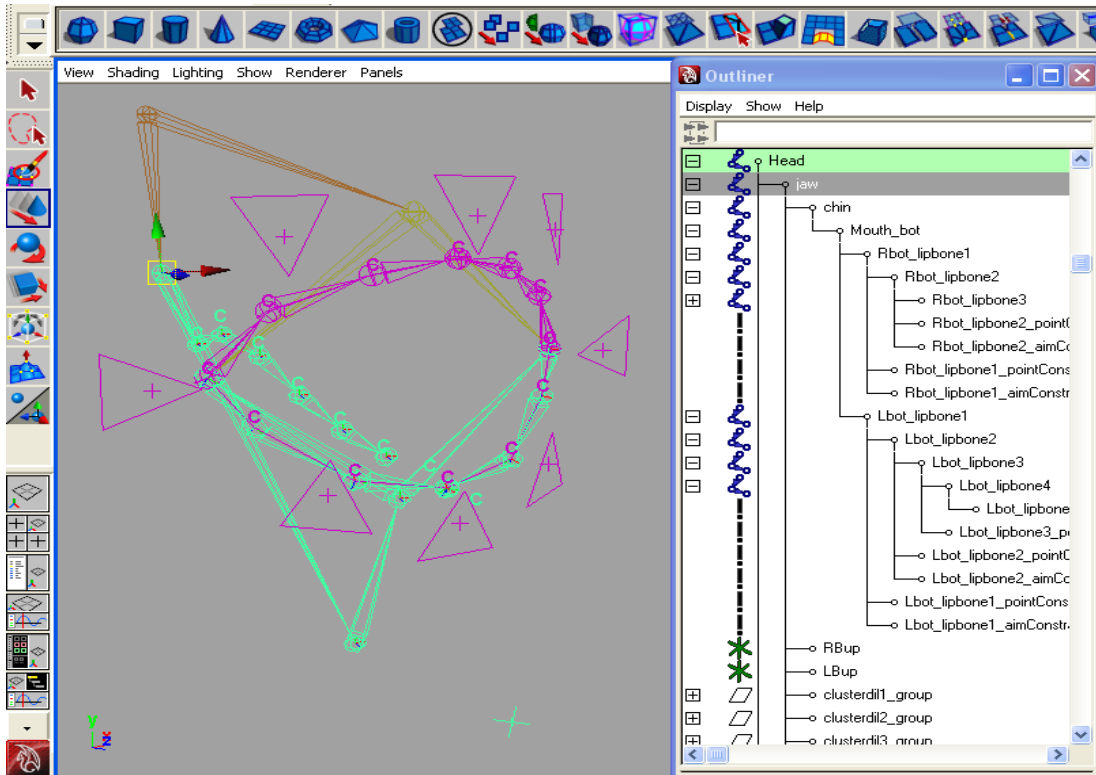 View Shading Lighting Show Renderer Panels
Outliner
Display Show Help
Head
jaw
chin
Mouth_bot
Rbot_lipbone1
Rbot_lipbone2
Rbot_lipbone3
Rbot_lipbone2_point
Rbot_lipbone2_aimCo
Rbot_lipbone1_pointCons
Rbot_lipbone1_aimConstr
Lbot_lipbone1
Lbot_lipbone2
Lbot_lipbone3
Lbot_lipbone4
Lbot_lipbone
Lbot_lipbone3_p
Lbot_lipbone2_point
Lbot_lipbone2_aimCo
Lbot_lipbone1_pointCons
Lbot_lipbone1_aimConstr
RBup
LBup
clusterdil1_group
clusterdil2_group
clusterdil3_group
C C C C C C C C C C C C C C C C
y
z